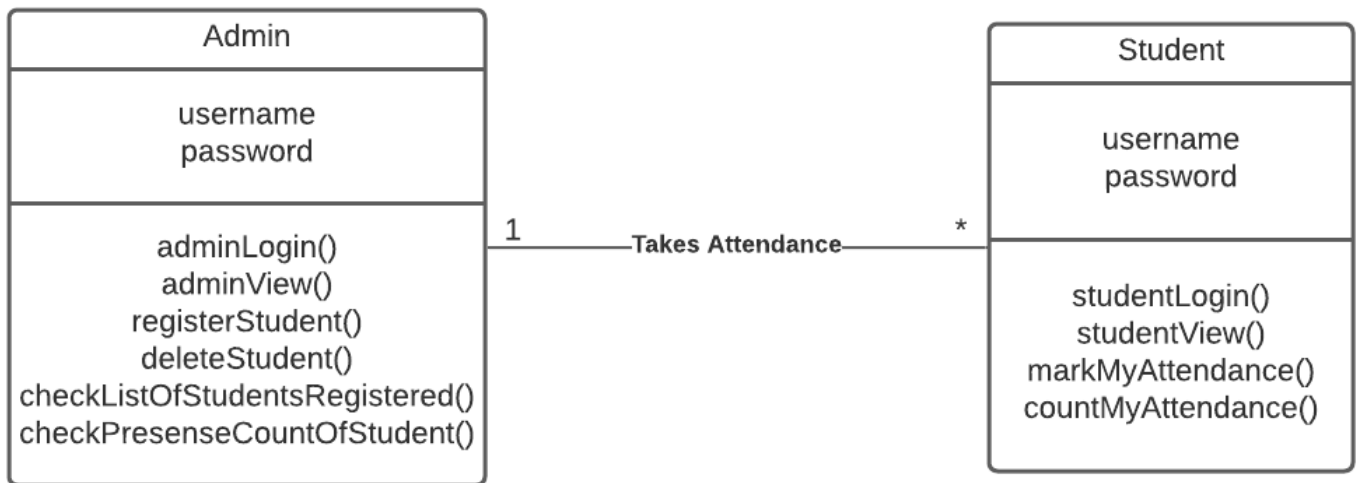 Admin
username
password
adminLogin()
adminView()
registerStudent()
deleteStudent()
checkListOfStudentsRegistered()
checkPresenseCountOfStudent()
1
Takes Attendance
*
Student
username
password
studentLogin()
studentView()
markMyAttendance()
countMyAttendance()